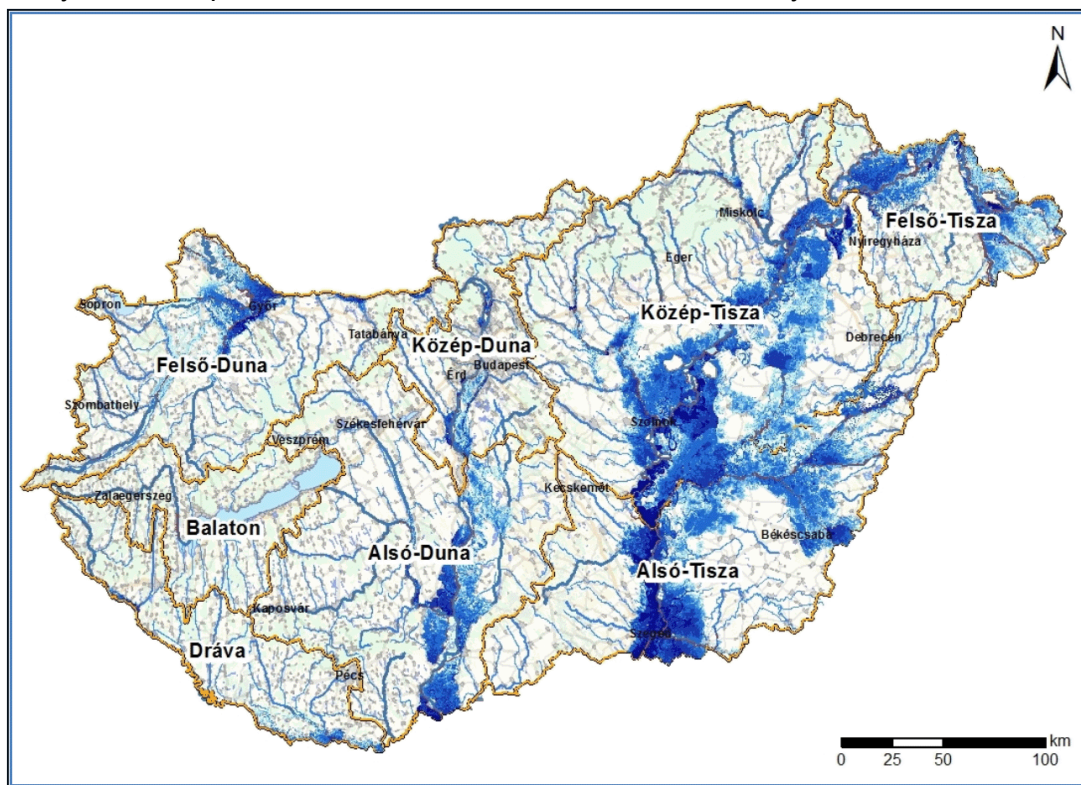 N
Miskolc
Felső-Tisza
Nyíregyháza
Eger
Sopron
Győr
Közép-Tisza
Tatabánya
Közép-Duna
Debrecen
Felső-Duna
Budapest
Érd
Szombathely
Székesfehérvár
Szolnok
Veszprém
Kecskemét
Zalaegerszeg
Balaton
Békéscsaba
Alsó-Duna
Alsó-Tisza
Kaposvár
Szeged
Dráva
Pécs
km
0 25 50 100